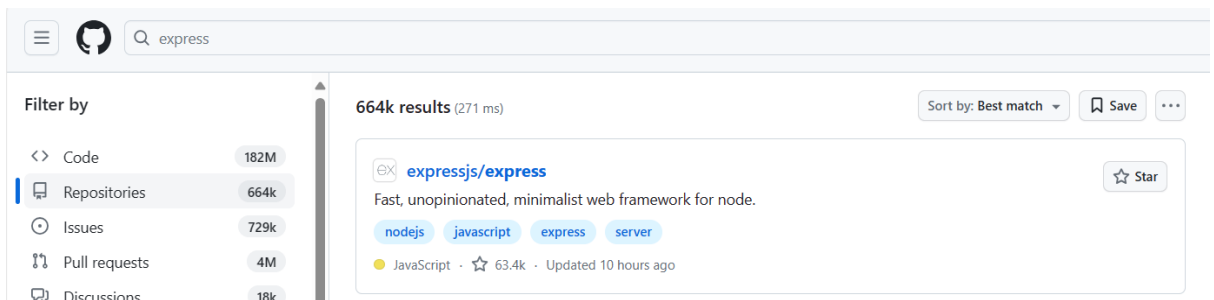 express
Filter by
Code 182M
Repositories 664k
Issues 729k
Pull requests 4M
Discussions 18k
664k results (271 ms)
Sort by: Best match
Save
expressjs/express
Star
Fast, unopinionated, minimalist web framework for node.
nodejs javascript express server
JavaScript · 63.4k · Updated 10 hours ago